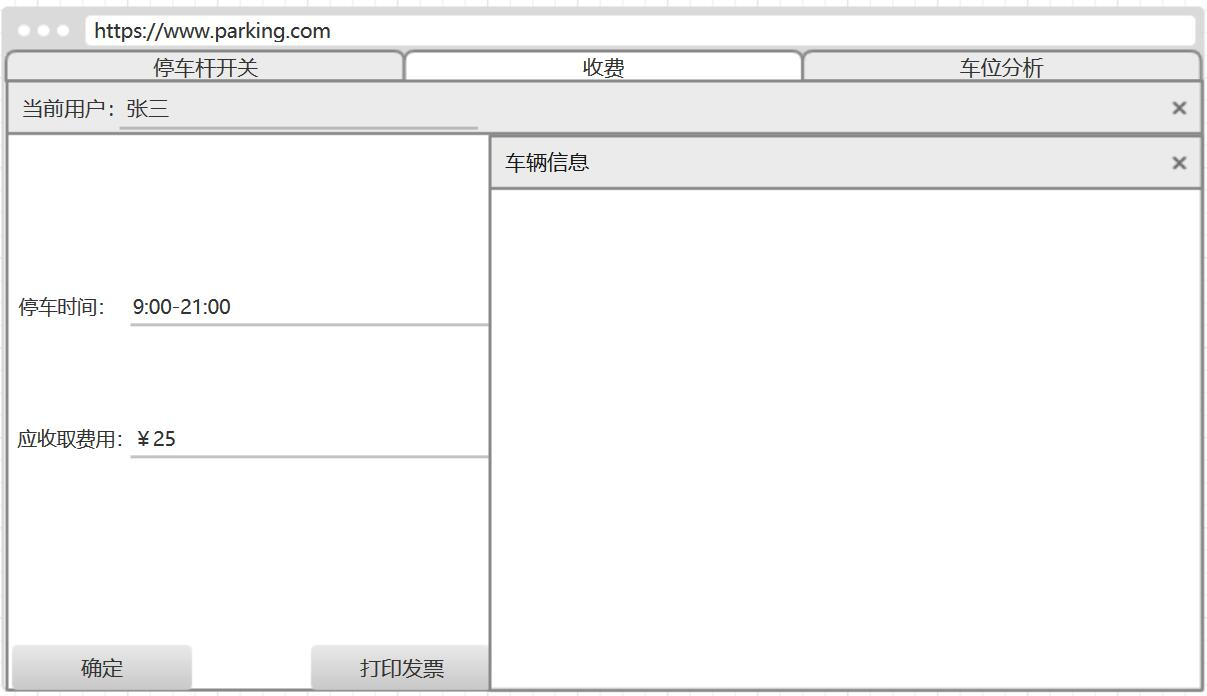 https://www.parking.com
停车杆开关 收费 车位分析
当前用户：张三
车辆信息
停车时间： 9:00-21:00
应收取费用：￥25
确定 打印发票